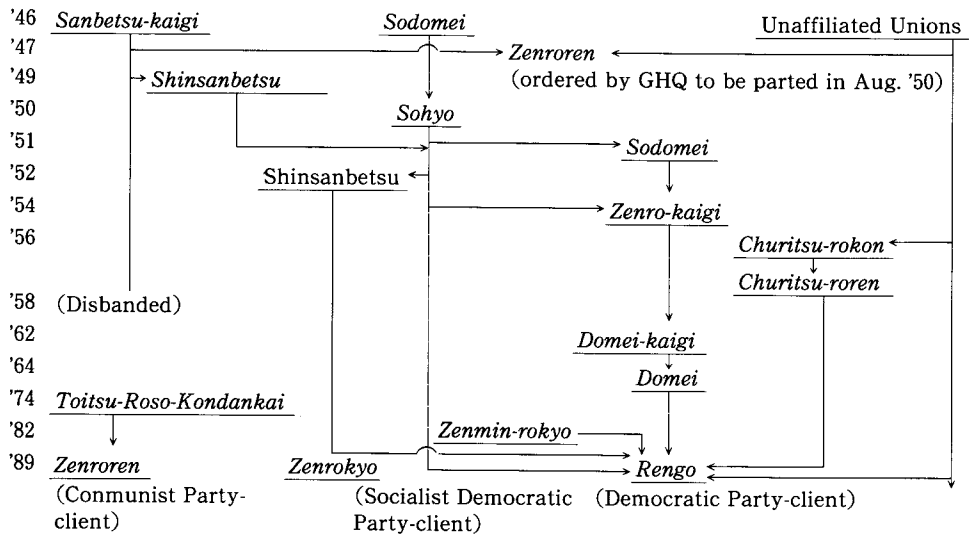 '46 Sanbetsu-kaigi Sodomei Unaffiliated Unions
'47 Zenroren
'49 Shinsanbetsu (ordered by GHQ to be parted in Aug. '50)
'50 Sohyo
'51 Sodomei
'52 Shinsanbetsu
'54 Zenro-kaigi
'56 Churitsu-rokon
Churitsu-roren
'58 (Disbanded)
'62 Domei-kaigi
'64 Domei
'74 Toitsu-Roso-Kondankai
'82 Zenmin-rokyo
'89 Zenroren Zenrokyo Rengo
(Conmunist Party-client) (Socialist Democratic Party-client) (Democratic Party-client)